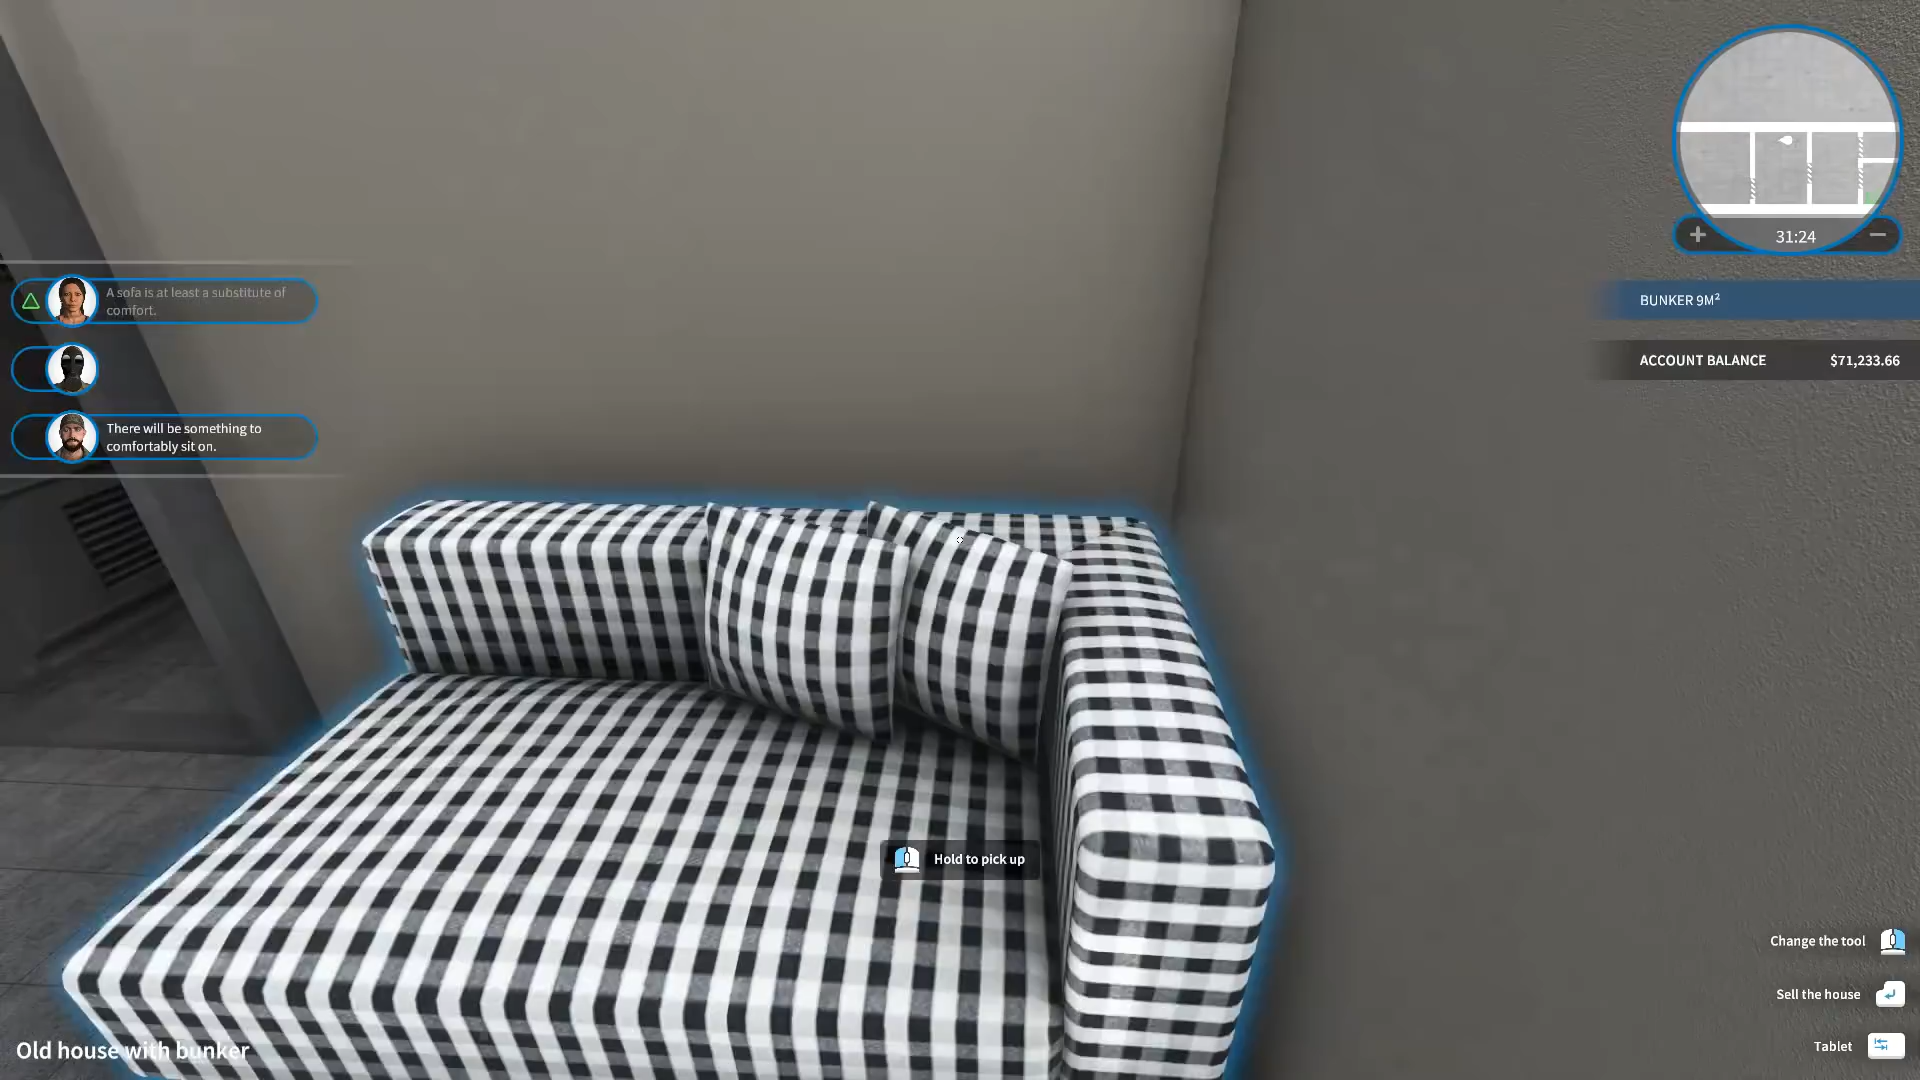 A sofa is at least a substitute of
comfort.
There will be something to
comfortably sit on.
31:24
BUNKER 9M²
ACCOUNT BALANCE $71,233.66
Hold to pick up
Change the tool
Sell the house
Tablet
Old house with bunker